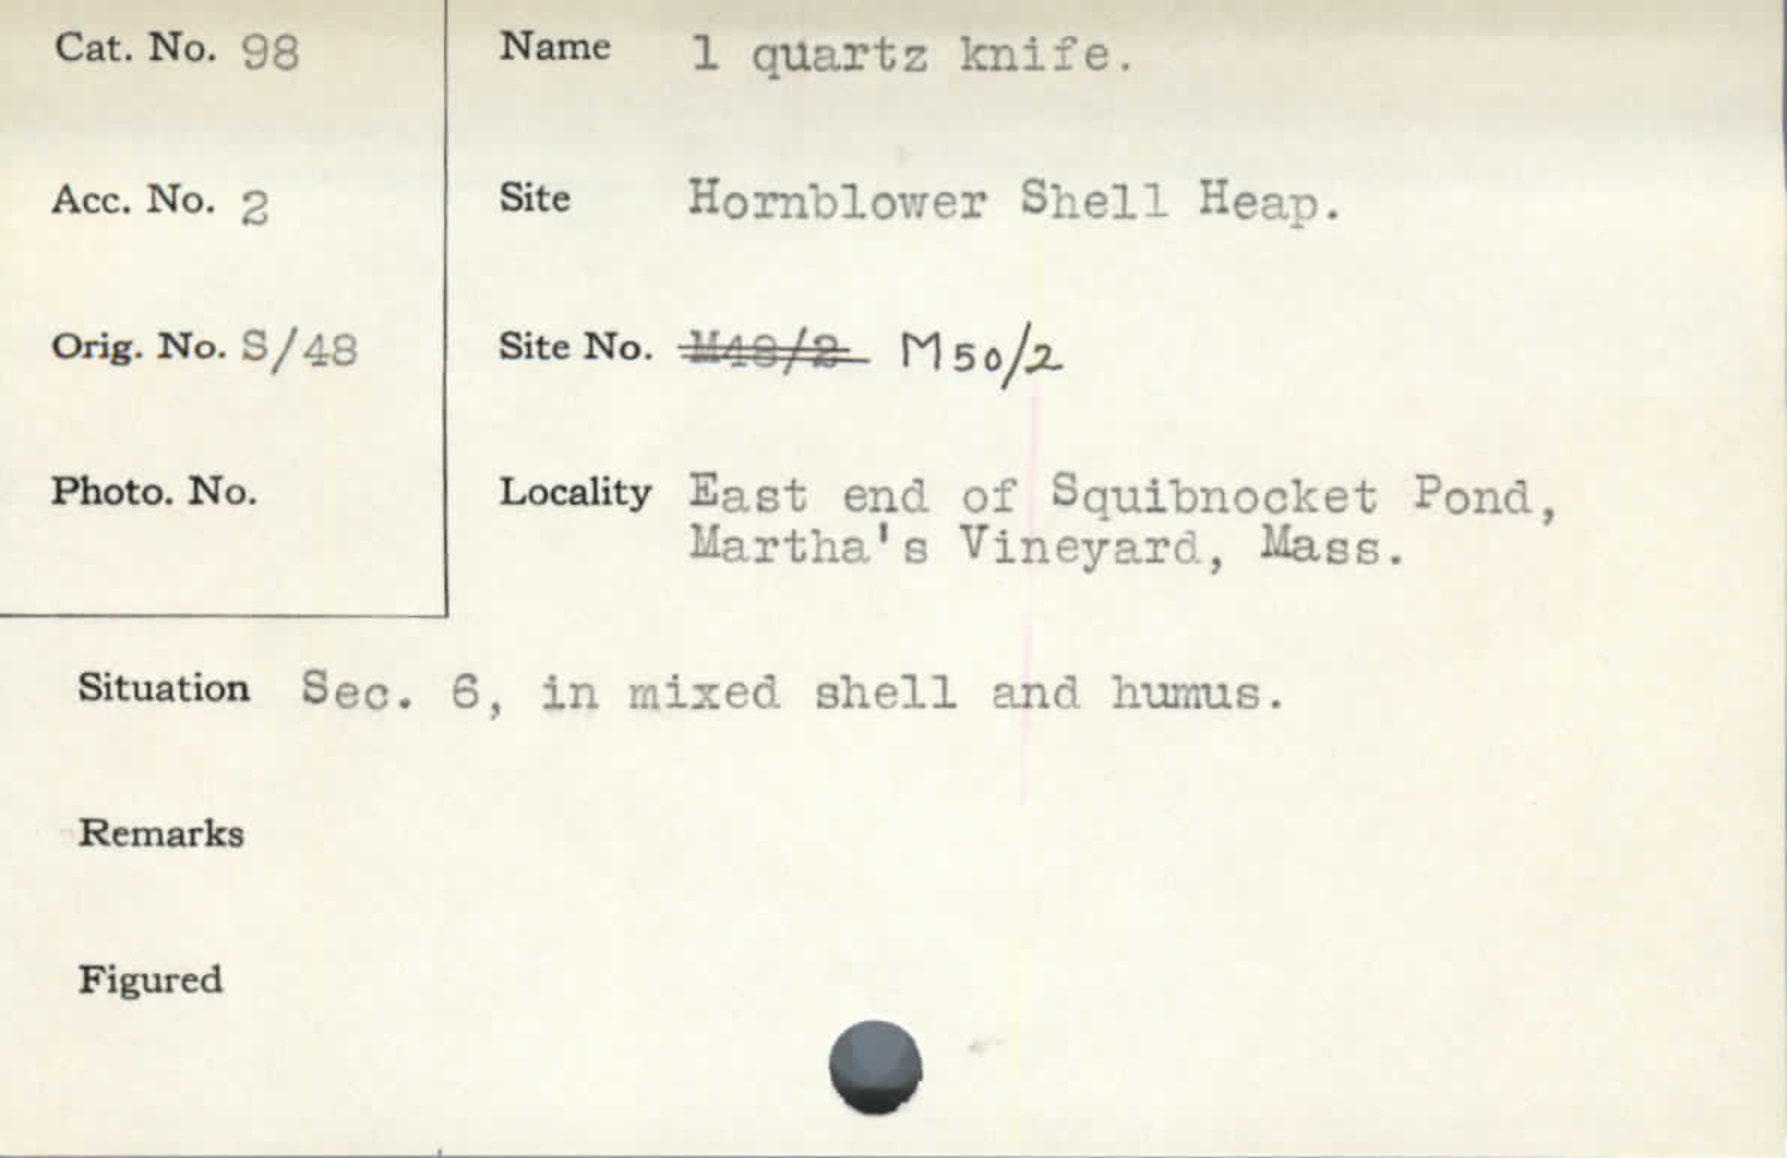 Cat. No. 98
Name 1 quartz knife.
Acc. No. 2
Site Hornblower Shell Heap.
Orig. No. S/48
Site No. M48/2 M50/2
Photo. No.
Locality East end of Squibnocket Pond,
Martha's Vineyard, Mass.
Situation Sec. 6, in mixed shell and humus.
Remarks
Figured